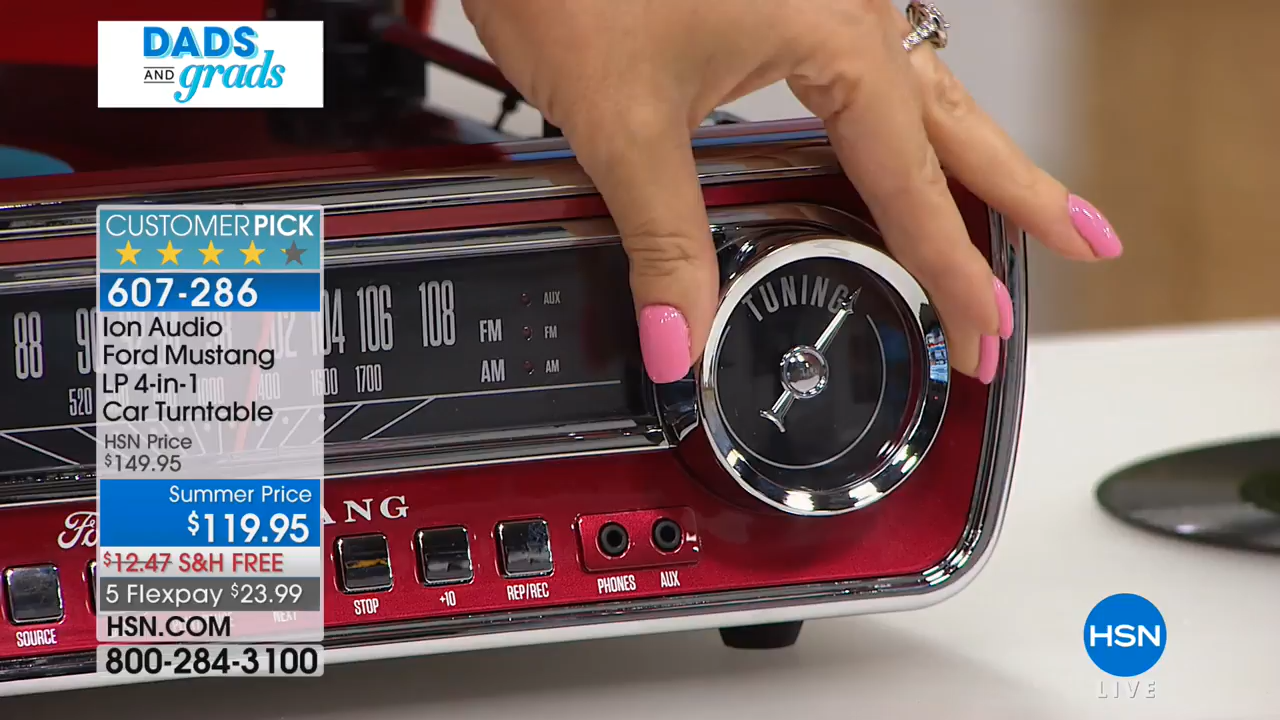 DADS
AND grads
CUSTOMER PICK
607-286
Ion Audio
Ford Mustang
LP 4-in-1
Car Turntable
HSN Price
$149.95
Summer Price
$119.95
$12.47 S&H FREE
5 Flexpay $23.99
HSN.COM
800-284-3100
TUNING
88 104 106 108
FM
AM
AUX
FM
AM
520 1600 1700
ANG
SOURCE
NEXT
STOP
+10
REP/REC
PHONES
AUX
HSN
LIVE